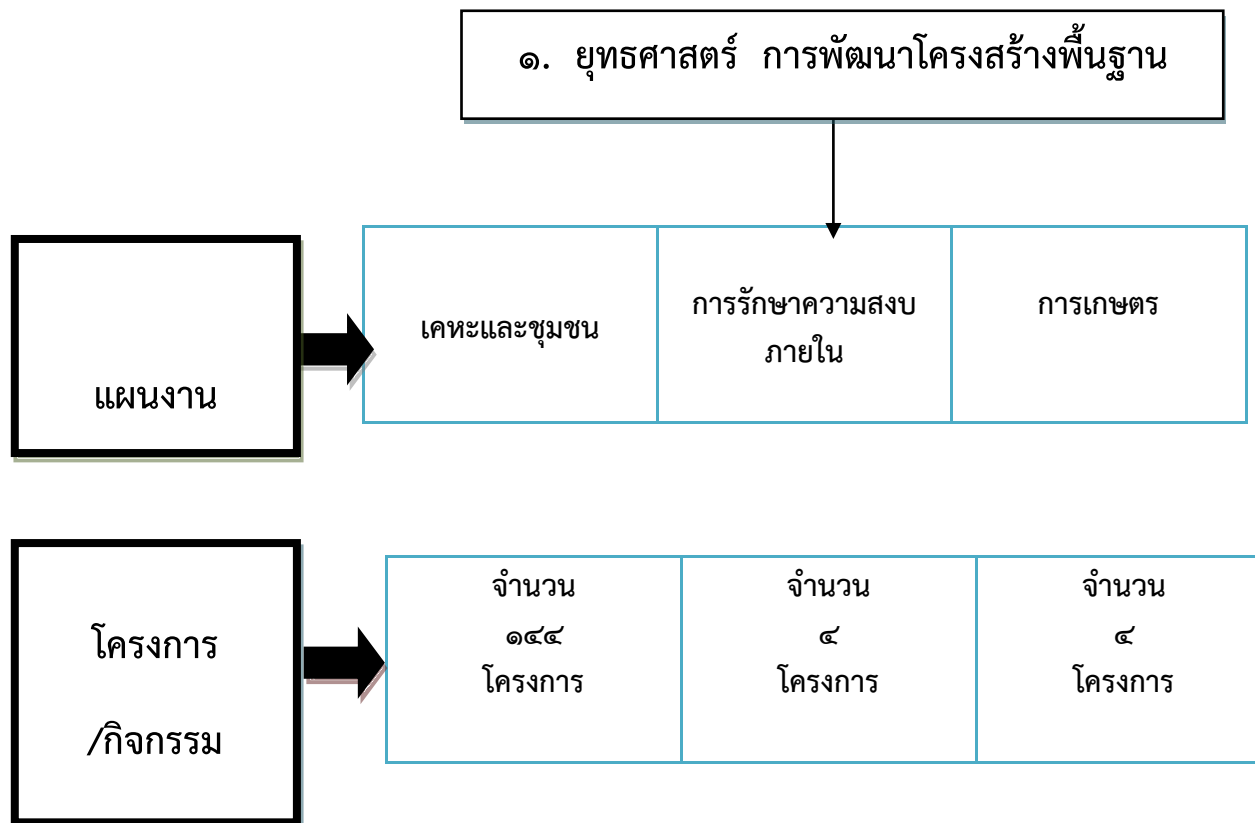 ๑. ยุทธศาสตร์ การพัฒนาโครงสร้างพื้นฐาน
แผนงาน
เคหะและชุมชน
การรักษาความสงบ
ภายใน
การเกษตร
โครงการ
/กิจกรรม
จำนวน
๑๔๔
โครงการ
จำนวน
๔
โครงการ
จำนวน
๔
โครงการ